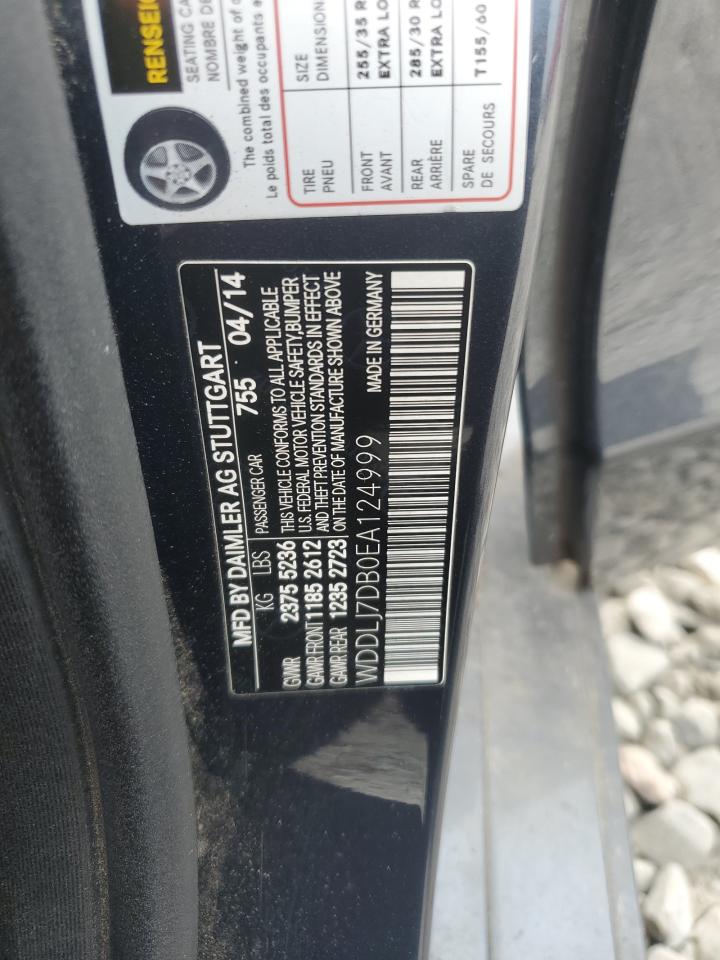 RENSEIG
SEATING CA
NOMBRE DE
The combined weight of o
Le poids total des occupants e
TIRE SIZE
PNEU DIMENSION
FRONT 255/35 R
AVANT EXTRA LO
REAR 285/30 R
ARRIÈRE EXTRA LO
SPARE T155/60
DE SECOURS
MFD BY DAIMLER AG STUTTGART
755 04/14
KG LBS PASSENGER CAR
GVWR 2375 5236 THIS VEHICLE CONFORMS TO ALL APPLICABLE
GAWR FRONT 1185 2612 U.S. FEDERAL MOTOR VEHICLE SAFETY, BUMPER
AND THEFT PREVENTION STANDARDS IN EFFECT
GAWR REAR 1235 2723 ON THE DATE OF MANUFACTURE SHOWN ABOVE
WDDLJ7DB0EA124999 MADE IN GERMANY